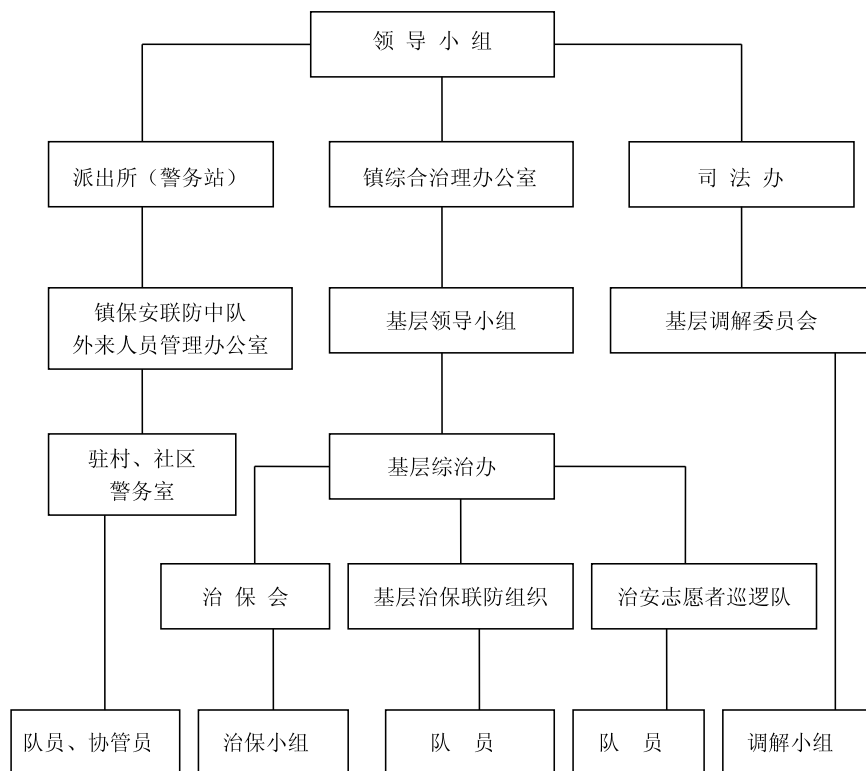 领 导 小 组
派出所（警务站）
镇综合治理办公室
司 法 办
镇保安联防中队
外来人员管理办公室
基层领导小组
基层调解委员会
驻村、社区
警务室
基层综治办
治 保 会
基层治保联防组织
治安志愿者巡逻队
队员、协管员
治保小组
队 员
队 员
调解小组